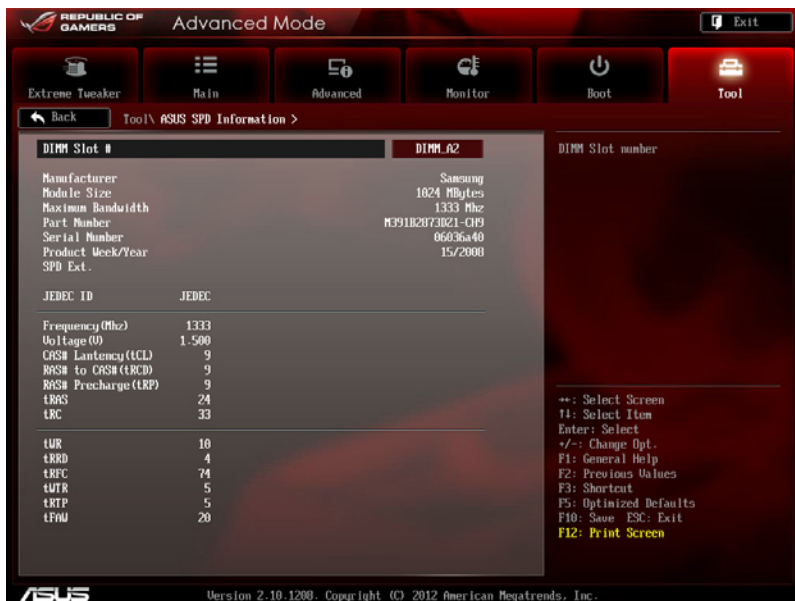 REPUBLIC OF
GAMERS
Advanced Mode
Exit
Extreme Tweaker
Main
Advanced
Monitor
Boot
Tool
Back
Tool\ ASUS SPD Information >
DIMM Slot # DIMM_A2
DIMM Slot number
Manufacturer Samsung
Module Size 1024 MBytes
Maximum Bandwidth 1333 Mhz
Part Number M391B2873DZ1-CH9
Serial Number 06036a40
Product Week/Year 15/2008
SPD Ext.
JEDEC ID JEDEC
Frequency(Mhz) 1333
Voltage(V) 1.500
CAS# Lantency(tCL) 9
RAS# to CAS#(tRCD) 9
RAS# Precharge(tRP) 9
tRAS 24
tRC 33
tWR 10
tRRD 4
tRFC 74
tWTR 5
tRTP 5
tFAW 20
→←: Select Screen
↑↓: Select Item
Enter: Select
+/-: Change Opt.
F1: General Help
F2: Previous Values
F3: Shortcut
F5: Optimized Defaults
F10: Save ESC: Exit
F12: Print Screen
ASUS
Version 2.10.1208. Copyright (C) 2012 American Megatrends, Inc.